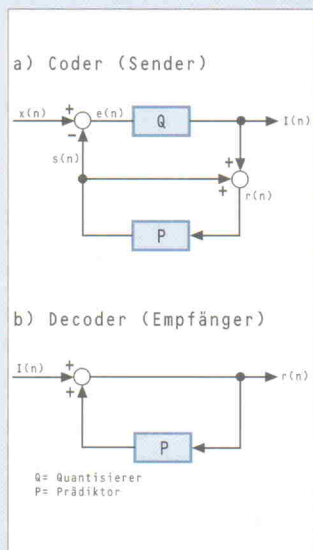 a) Coder (Sender)
x(n)
+
−
e(n)
Q
I(n)
s(n)
+
+
r(n)
P
b) Decoder (Empfänger)
I(n)
+
+
r(n)
P
Q= Quantisierer
P= Prädiktor